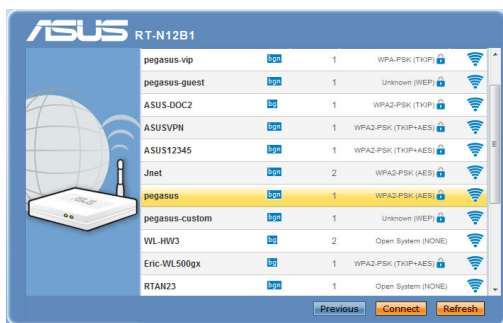 ASUS RT-N12B1
pegasus-vip bgn 1 WPA-PSK (TKIP)
pegasus-guest bgn 1 Unknown (WEP)
ASUS-DOC2 bg 1 WPA-PSK (TKIP)
ASUSVPN bgn 1 WPA2-PSK (TKIP+AES)
ASUS12345 bgn 1 WPA2-PSK (TKIP+AES)
Jnet bgn 2 WPA2-PSK (AES)
pegasus bgn 1 WPA2-PSK (AES)
pegasus-custom bgn 1 Unknown (WEP)
WL-HW3 bg 2 Open System (NONE)
Eric-WL500gx bg 1 WPA2-PSK (TKIP+AES)
RTAN23 bgn 1 Open System (NONE)
Previous Connect Refresh